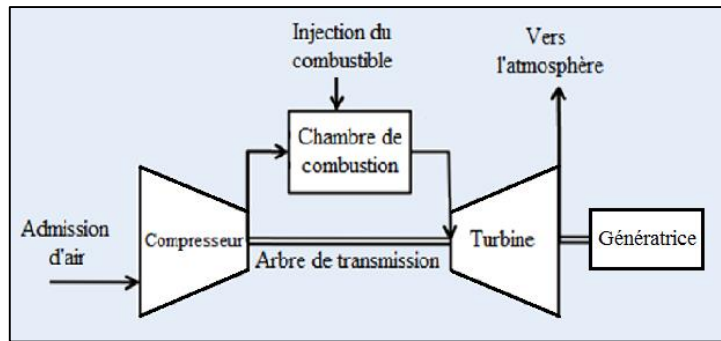 Injection du
combustible
Vers
l'atmosphère
Chambre de
combustion
Admission
d'air
Compresseur
Arbre de transmission
Turbine
Génératrice